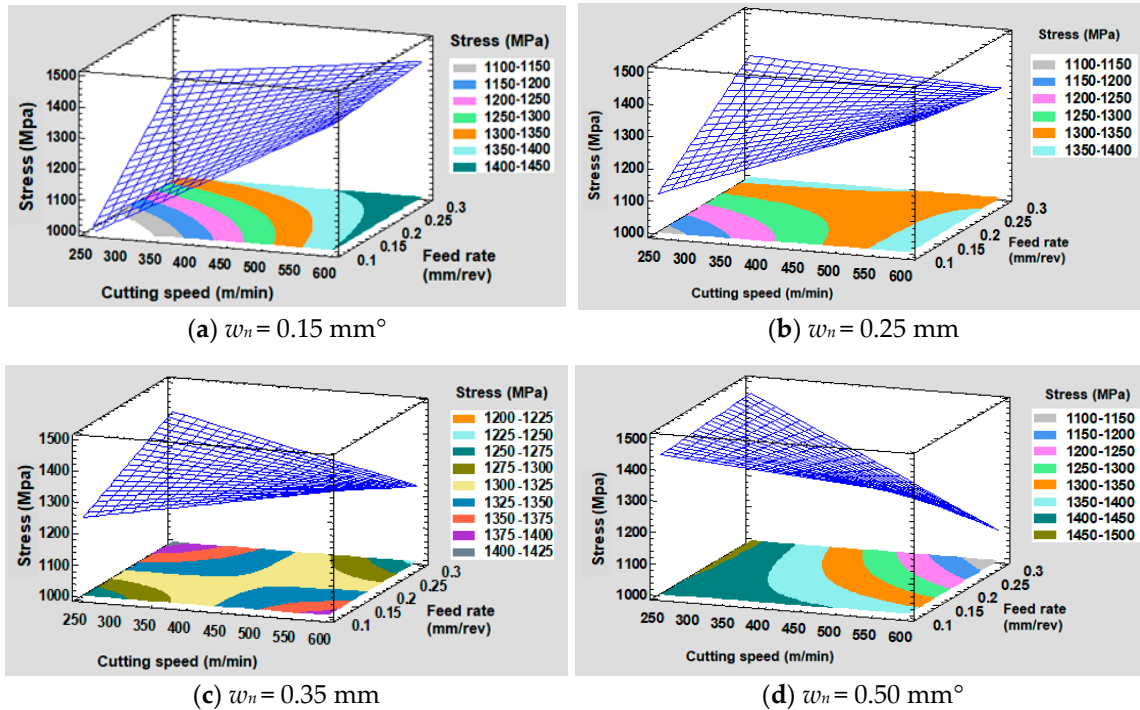 Stress (MPa)
1100-1150
1150-1200
1200-1250
1250-1300
1300-1350
1350-1400
1400-1450
Stress (Mpa)
1500
1400
1300
1200
1100
1000
250 300 350 400 450 500 550 600
Cutting speed (m/min)
0.1 0.15 0.2 0.25 0.3
Feed rate
(mm/rev)
(a) wn = 0.15 mm°
Stress (MPa)
1100-1150
1150-1200
1200-1250
1250-1300
1300-1350
1350-1400
Stress (Mpa)
1500
1400
1300
1200
1100
1000
250 300 350 400 450 500 550 600
Cutting speed (m/min)
0.1 0.15 0.2 0.25 0.3
Feed rate
(mm/rev)
(b) wn = 0.25 mm
Stress (MPa)
1200-1225
1225-1250
1250-1275
1275-1300
1300-1325
1325-1350
1350-1375
1375-1400
1400-1425
Stress (Mpa)
1500
1400
1300
1200
1100
1000
250 300 350 400 450 500 550 600
Cutting speed (m/min)
0.1 0.15 0.2 0.25 0.3
Feed rate
(mm/rev)
(c) wn = 0.35 mm
Stress (MPa)
1100-1150
1150-1200
1200-1250
1250-1300
1300-1350
1350-1400
1400-1450
1450-1500
Stress (Mpa)
1500
1400
1300
1200
1100
1000
250 300 350 400 450 500 550 600
Cutting speed (m/min)
0.1 0.15 0.2 0.25 0.3
Feed rate
(mm/rev)
(d) wn = 0.50 mm°